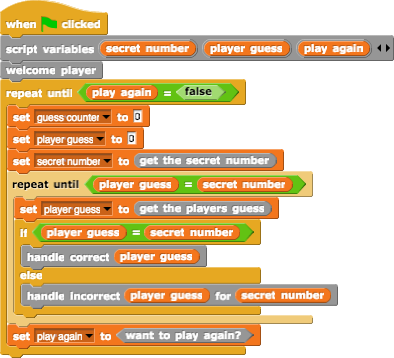 when clicked
script variables secret number player guess play again
welcome player
repeat until play again = false
set guess counter to 0
set player guess to 0
set secret number to get the secret number
repeat until player guess = secret number
set player guess to get the players guess
if player guess = secret number
handle correct player guess
else
handle incorrect player guess for secret number
set play again to want to play again?